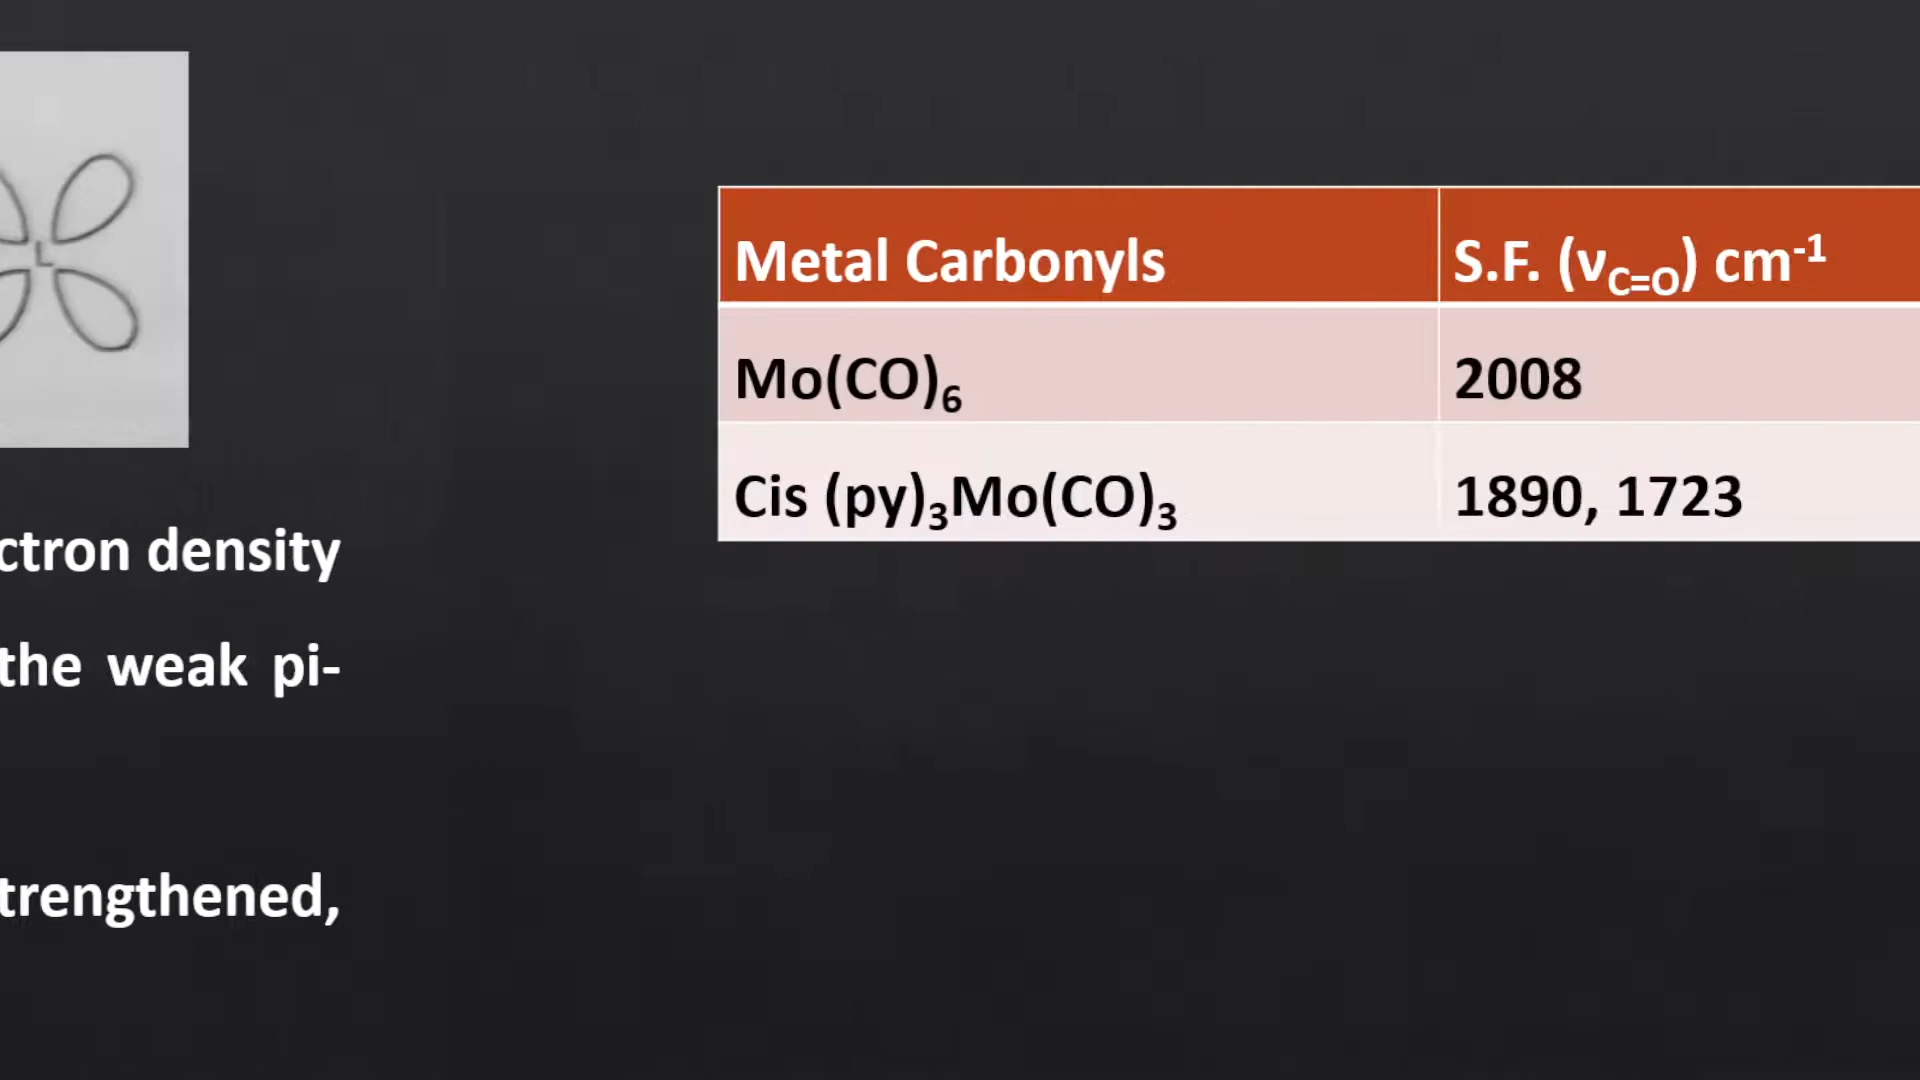 L
ctron density
the weak pi-
trengthened,
Metal Carbonyls S.F. (νC=O) cm-1
Mo(CO)6 2008
Cis (py)3Mo(CO)3 1890, 1723